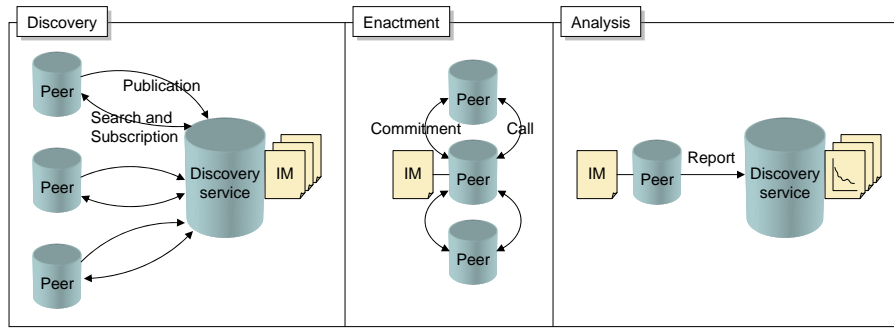 Discovery
Peer
Publication
Search and
Subscription
Peer
Discovery
service
IM
Peer
Enactment
Peer
Commitment
Call
IM
Peer
Peer
Analysis
IM
Peer
Report
Discovery
service